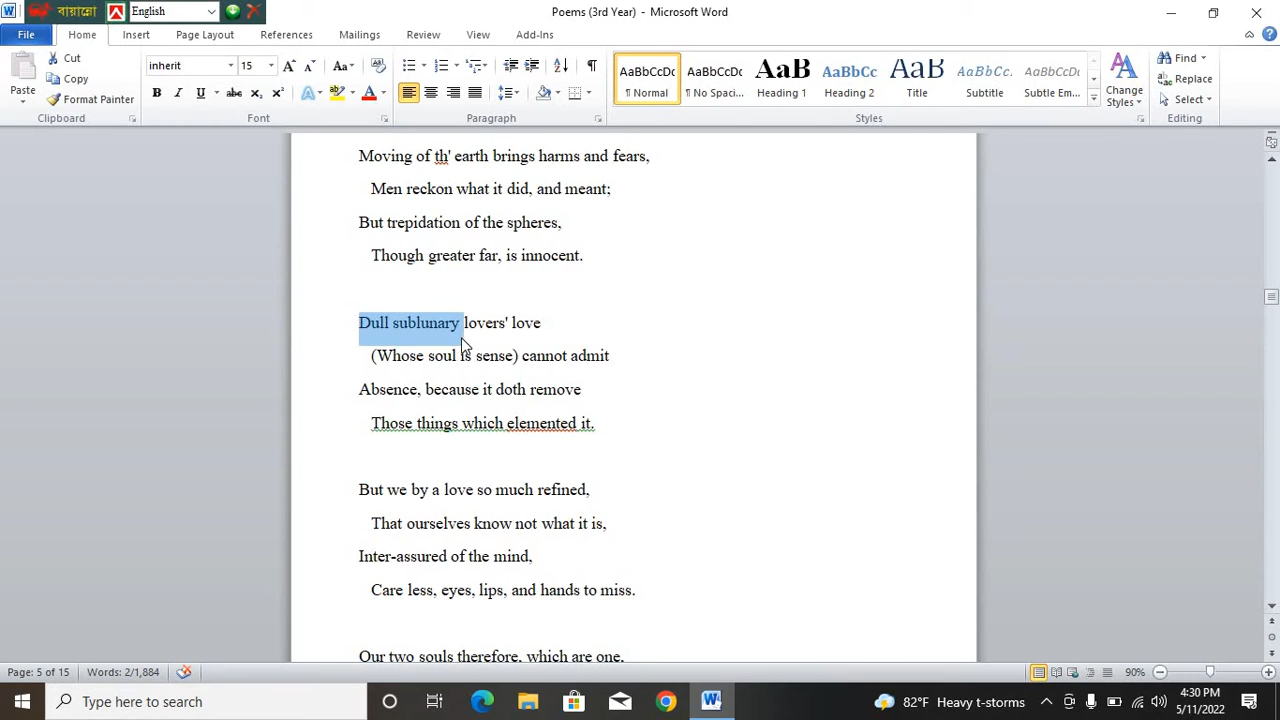 বায়ান্নো English Poems (3rd Year) - Microsoft Word
File Home Insert Page Layout References Mailings Review View Add-Ins
Paste Cut Copy Format Painter Clipboard
inherit 15 Font
Paragraph
AaBbCcDc ¶ Normal
AaBbCcDc ¶ No Spaci...
AaB Heading 1
AaBbCc Heading 2
AaB Title
AaBbCcL Subtitle
AaBbCcDc Subtle Em...
Change Styles
Styles
Find Replace Select Editing
Moving of th' earth brings harms and fears,
Men reckon what it did, and meant;
But trepidation of the spheres,
Though greater far, is innocent.
Dull sublunary lovers' love
(Whose soul is sense) cannot admit
Absence, because it doth remove
Those things which elemented it.
But we by a love so much refined,
That ourselves know not what it is,
Inter-assured of the mind,
Care less, eyes, lips, and hands to miss.
Our two souls therefore, which are one,
Page: 5 of 15 Words: 2/1,884 90%
Type here to search 82°F Heavy t-storms 4:30 PM
5/11/2022